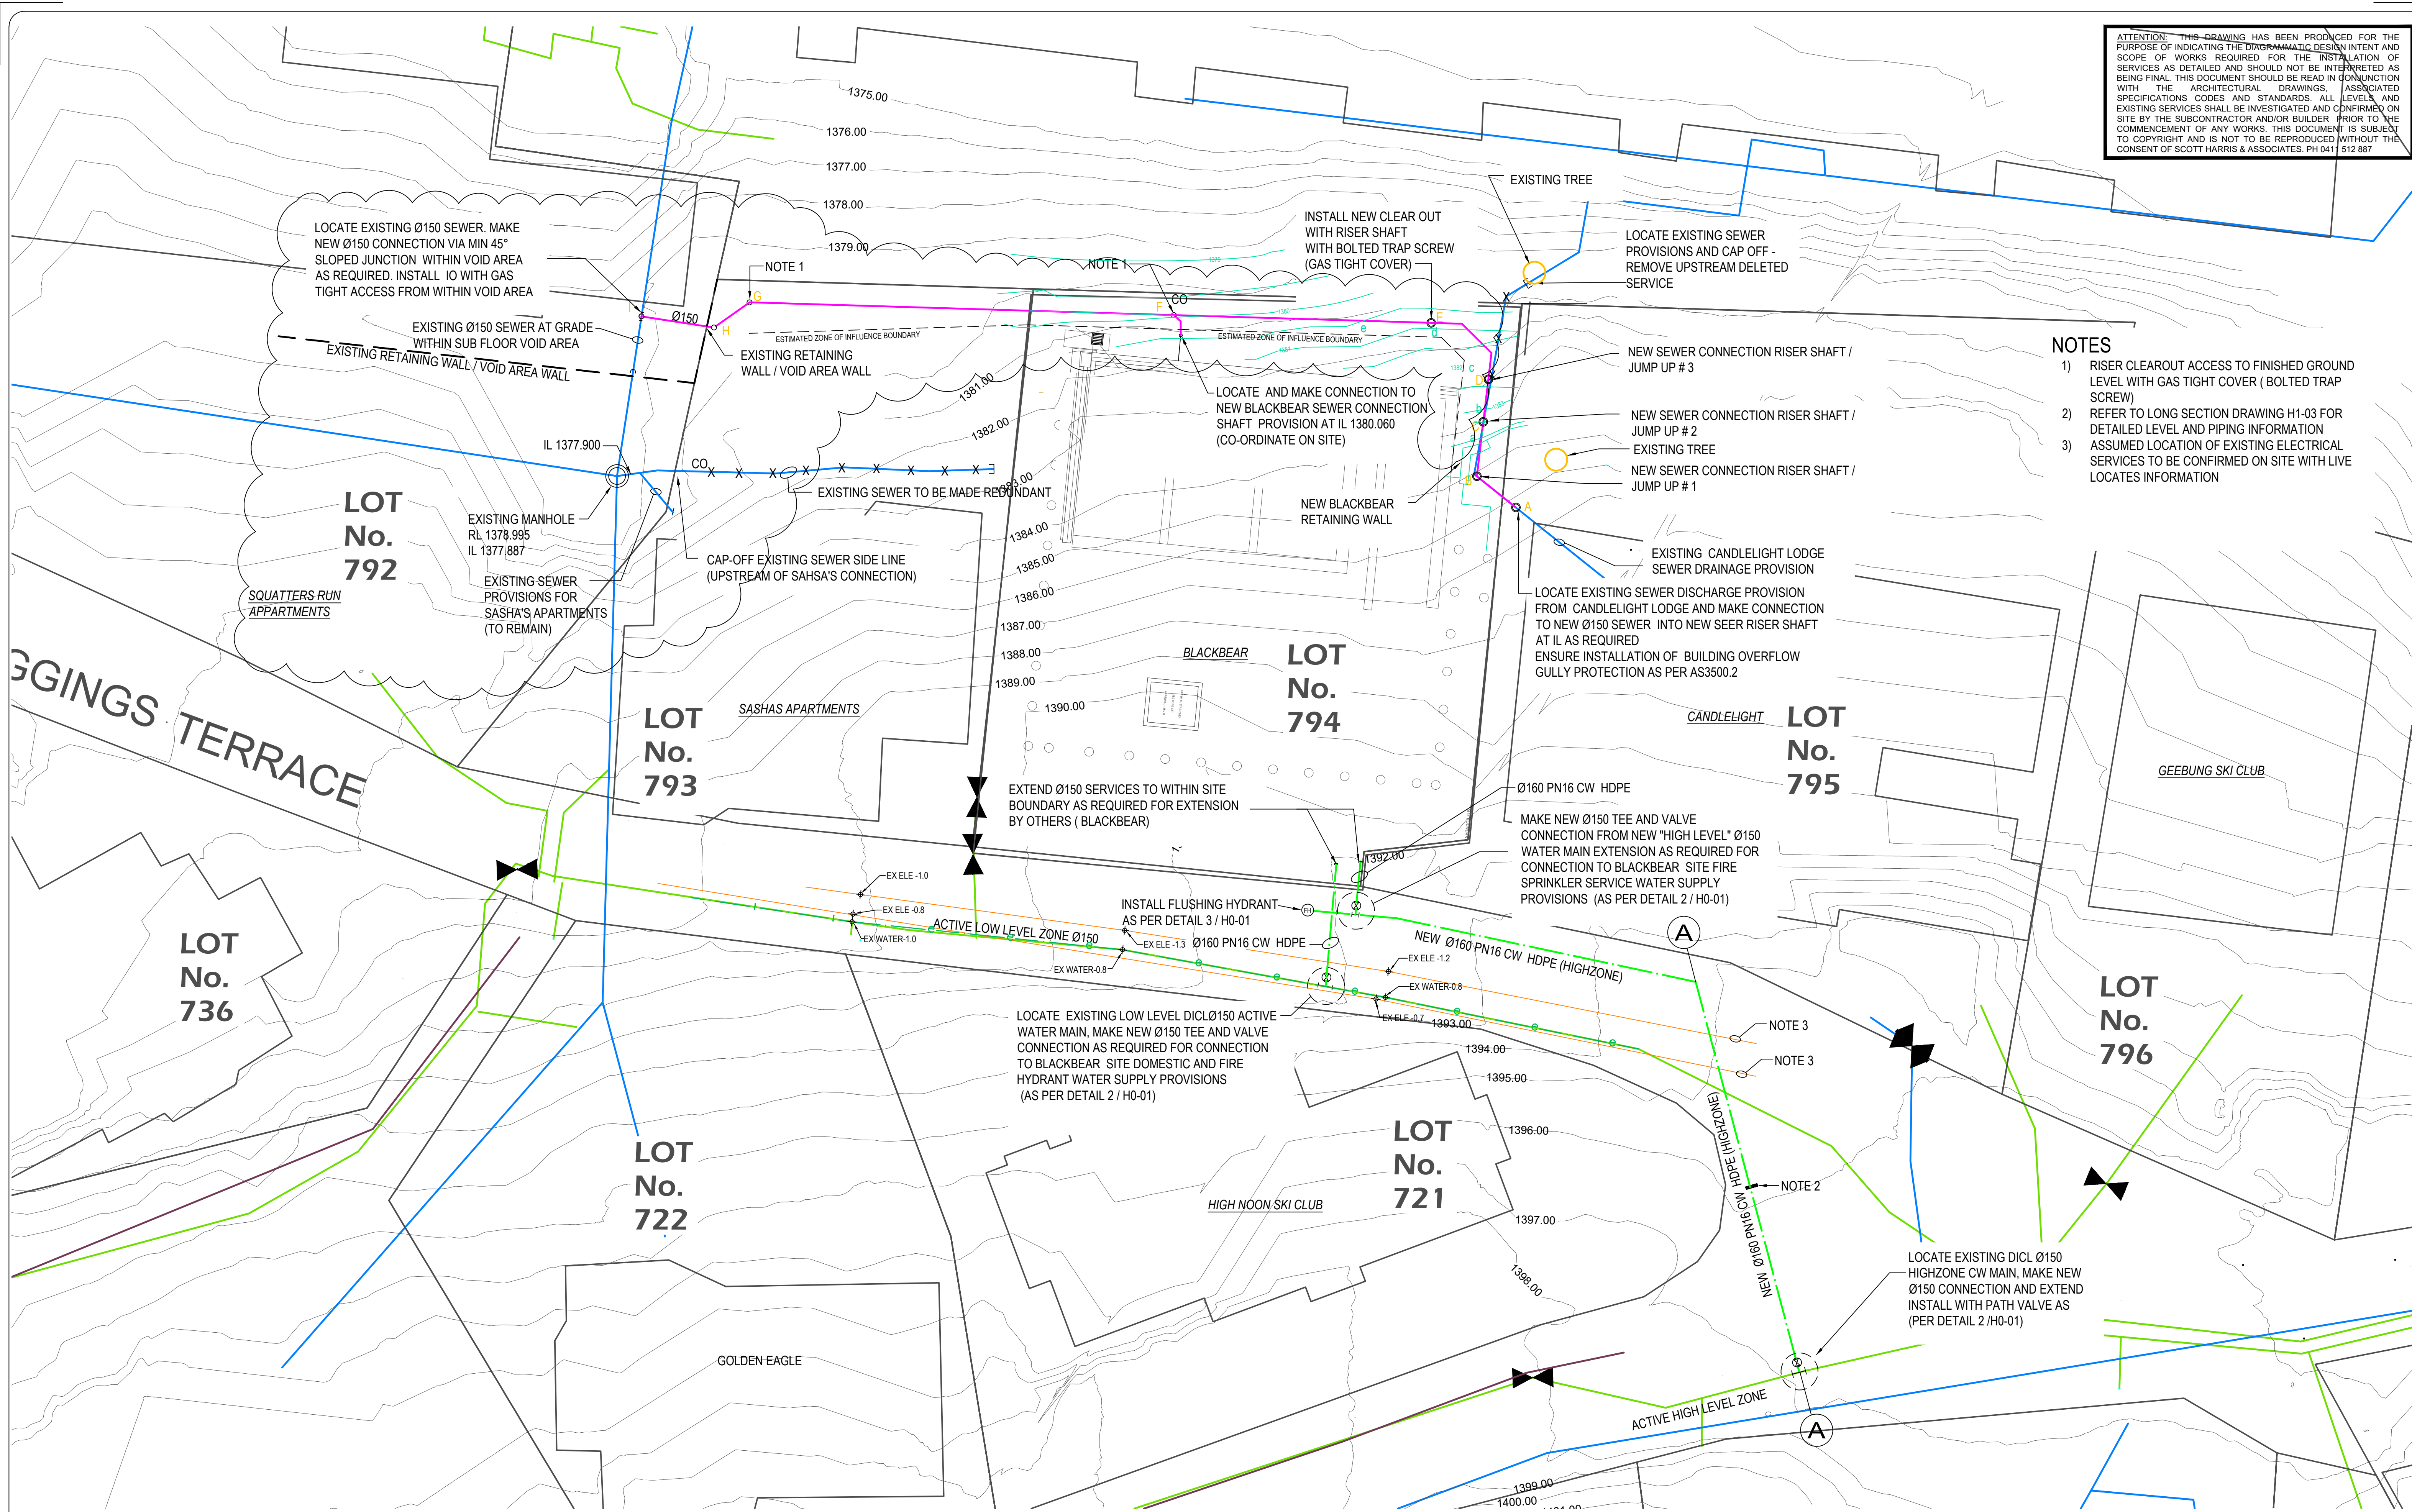 ATTENTION: THIS DRAWING HAS BEEN PRODUCED FOR THE
PURPOSE OF INDICATING THE DIAGRAMMATIC DESIGN INTENT AND
SCOPE OF WORKS REQUIRED FOR THE INSTALLATION OF
SERVICES AS DETAILED AND SHOULD NOT BE INTERPRETED AS
BEING FINAL. THIS DOCUMENT SHOULD BE READ IN CONJUNCTION
WITH THE ARCHITECTURAL DRAWINGS, ASSOCIATED
SPECIFICATIONS CODES AND STANDARDS. ALL LEVELS AND
EXISTING SERVICES SHALL BE INVESTIGATED AND CONFIRMED ON
SITE BY THE SUBCONTRACTOR AND/OR BUILDER PRIOR TO THE
COMMENCEMENT OF ANY WORKS. THIS DOCUMENT IS SUBJECT
TO COPYRIGHT AND IS NOT TO BE REPRODUCED WITHOUT THE
CONSENT OF SCOTT HARRIS & ASSOCIATES. PH 0411 512 887
1375.00
1376.00
1377.00
1378.00
1379.00
EXISTING TREE
LOCATE EXISTING Ø150 SEWER. MAKE
NEW Ø150 CONNECTION VIA MIN 45°
SLOPED JUNCTION WITHIN VOID AREA
AS REQUIRED. INSTALL IO WITH GAS
TIGHT ACCESS FROM WITHIN VOID AREA
INSTALL NEW CLEAR OUT
WITH RISER SHAFT
WITH BOLTED TRAP SCREW
(GAS TIGHT COVER)
LOCATE EXISTING SEWER
PROVISIONS AND CAP OFF -
REMOVE UPSTREAM DELETED
SERVICE
NOTE 1
NOTE 1
1379
1380
1381
1382
1383
I
Ø150
H
G
F
CO
E
D
C
B
A
e
d
c
b
a
EXISTING Ø150 SEWER AT GRADE
WITHIN SUB FLOOR VOID AREA
EXISTING RETAINING WALL / VOID AREA WALL
ESTIMATED ZONE OF INFLUENCE BOUNDARY
ESTIMATED ZONE OF INFLUENCE BOUNDARY
EXISTING RETAINING
WALL / VOID AREA WALL
NEW SEWER CONNECTION RISER SHAFT /
JUMP UP # 3
NOTES
1) RISER CLEAROUT ACCESS TO FINISHED GROUND
LEVEL WITH GAS TIGHT COVER ( BOLTED TRAP
SCREW)
2) REFER TO LONG SECTION DRAWING H1-03 FOR
DETAILED LEVEL AND PIPING INFORMATION
3) ASSUMED LOCATION OF EXISTING ELECTRICAL
SERVICES TO BE CONFIRMED ON SITE WITH LIVE
LOCATES INFORMATION
1381.00
1382.00
1383.00
1384.00
1385.00
1386.00
1387.00
1388.00
1389.00
1390.00
LOCATE AND MAKE CONNECTION TO
NEW BLACKBEAR SEWER CONNECTION
SHAFT PROVISION AT IL 1380.060
(CO-ORDINATE ON SITE)
NEW SEWER CONNECTION RISER SHAFT /
JUMP UP # 2
EXISTING TREE
NEW SEWER CONNECTION RISER SHAFT /
JUMP UP # 1
IL 1377.900
CO
EXISTING SEWER TO BE MADE REDUNDANT
NEW BLACKBEAR
RETAINING WALL
LOT
No.
792
EXISTING MANHOLE
RL 1378.995
IL 1377.887
CAP-OFF EXISTING SEWER SIDE LINE
(UPSTREAM OF SAHSA'S CONNECTION)
EXISTING SEWER
PROVISIONS FOR
SASHA'S APARTMENTS
(TO REMAIN)
SQUATTERS RUN
APPARTMENTS
EXISTING CANDLELIGHT LODGE
SEWER DRAINAGE PROVISION
LOCATE EXISTING SEWER DISCHARGE PROVISION
FROM CANDLELIGHT LODGE AND MAKE CONNECTION
TO NEW Ø150 SEWER INTO NEW SEER RISER SHAFT
AT IL AS REQUIRED
ENSURE INSTALLATION OF BUILDING OVERFLOW
GULLY PROTECTION AS PER AS3500.2
GGINGS TERRACE
LOT
No.
793
SASHAS APARTMENTS
BLACKBEAR
LOT
No.
794
CANDLELIGHT
LOT
No.
795
GEEBUNG SKI CLUB
EXTEND Ø150 SERVICES TO WITHIN SITE
BOUNDARY AS REQUIRED FOR EXTENSION
BY OTHERS ( BLACKBEAR)
Ø160 PN16 CW HDPE
MAKE NEW Ø150 TEE AND VALVE
CONNECTION FROM NEW "HIGH LEVEL" Ø150
WATER MAIN EXTENSION AS REQUIRED FOR
CONNECTION TO BLACKBEAR SITE FIRE
SPRINKLER SERVICE WATER SUPPLY
PROVISIONS (AS PER DETAIL 2 / H0-01)
1392.00
EX ELE -1.0
EX ELE -0.8
EX WATER-1.0
ACTIVE LOW LEVEL ZONE Ø150
INSTALL FLUSHING HYDRANT
AS PER DETAIL 3 / H0-01
FH
EX ELE -1.3
Ø160 PN16 CW HDPE
EX WATER-0.8
NEW Ø160 PN16 CW HDPE (HIGHZONE)
EX ELE -1.2
EX WATER-0.8
EX ELE -0.7
A
LOT
No.
736
LOT
No.
796
LOCATE EXISTING LOW LEVEL DICLØ150 ACTIVE
WATER MAIN, MAKE NEW Ø150 TEE AND VALVE
CONNECTION AS REQUIRED FOR CONNECTION
TO BLACKBEAR SITE DOMESTIC AND FIRE
HYDRANT WATER SUPPLY PROVISIONS
(AS PER DETAIL 2 / H0-01)
1393.00
1394.00
1395.00
1396.00
1397.00
1398.00
NOTE 3
NOTE 3
NEW Ø160 PN16 CW HDPE (HIGHZONE)
NOTE 2
LOT
No.
722
LOT
No.
721
HIGH NOON SKI CLUB
GOLDEN EAGLE
LOCATE EXISTING DICL Ø150
HIGHZONE CW MAIN, MAKE NEW
Ø150 CONNECTION AND EXTEND
INSTALL WITH PATH VALVE AS
(PER DETAIL 2 /H0-01)
ACTIVE HIGH LEVEL ZONE
A
1399.00
1400.00